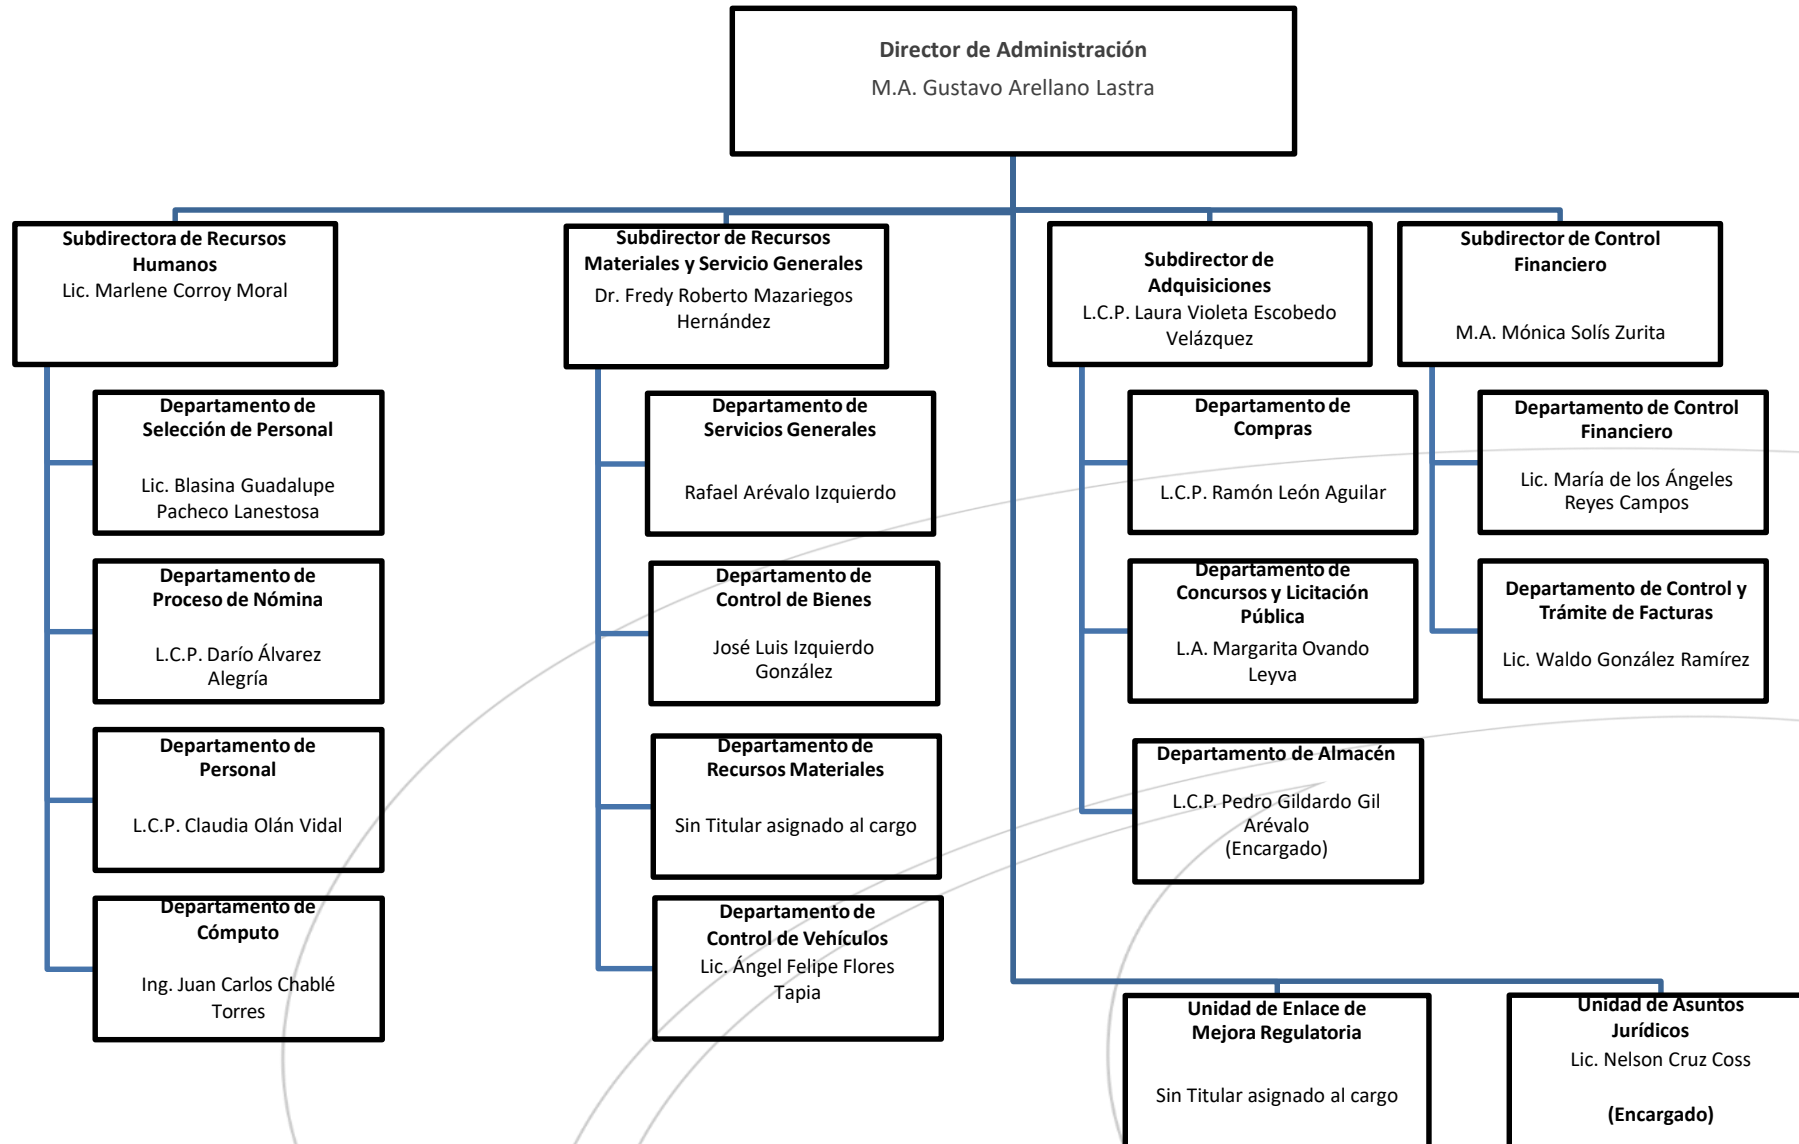 Director de Administración
M.A. Gustavo Arellano Lastra
Subdirectora de Recursos
Humanos
Lic. Marlene Corroy Moral
Departamento de
Selección de Personal
Lic. Blasina Guadalupe
Pacheco Lanestosa
Departamento de
Proceso de Nómina
L.C.P. Darío Álvarez
Alegría
Departamento de
Personal
L.C.P. Claudia Olán Vidal
Departamento de
Cómputo
Ing. Juan Carlos Chablé
Torres
Subdirector de Recursos
Materiales y Servicio Generales
Dr. Fredy Roberto Mazariegos
Hernández
Departamento de
Servicios Generales
Rafael Arévalo Izquierdo
Departamento de
Control de Bienes
José Luis Izquierdo
González
Departamento de
Recursos Materiales
Sin Titular asignado al cargo
Departamento de
Control de Vehículos
Lic. Ángel Felipe Flores
Tapia
Subdirector de
Adquisiciones
L.C.P. Laura Violeta Escobedo
Velázquez
Departamento de
Compras
L.C.P. Ramón León Aguilar
Departamento de
Concursos y Licitación
Pública
L.A. Margarita Ovando
Leyva
Departamento de Almacén
L.C.P. Pedro Gildardo Gil
Arévalo
(Encargado)
Subdirector de Control
Financiero
M.A. Mónica Solís Zurita
Departamento de Control
Financiero
Lic. María de los Ángeles
Reyes Campos
Departamento de Control y
Trámite de Facturas
Lic. Waldo González Ramírez
Unidad de Enlace de
Mejora Regulatoria
Sin Titular asignado al cargo
Unidad de Asuntos
Jurídicos
Lic. Nelson Cruz Coss
(Encargado)